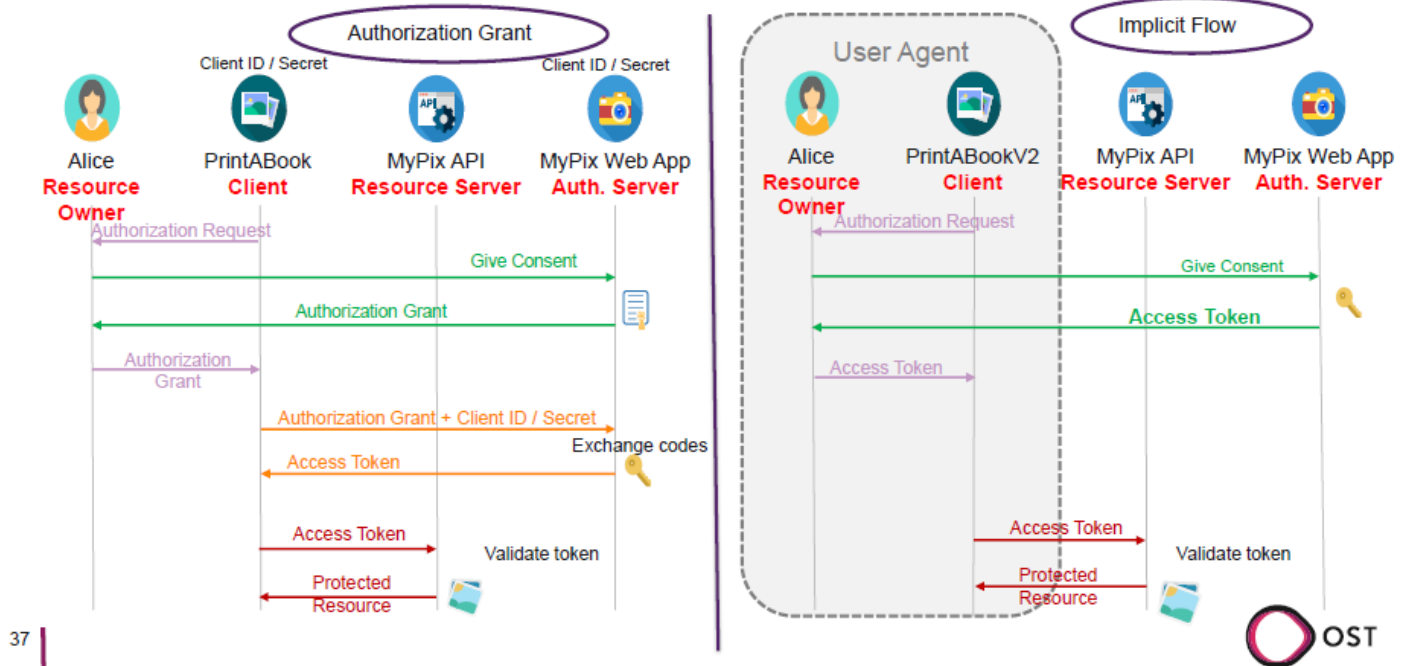 Authorization Grant
Client ID / Secret
Client ID / Secret
Alice
Resource
Owner
PrintABook
Client
MyPix API
Resource Server
API
MyPix Web App
Auth. Server
Authorization Request
Give Consent
Authorization Grant
Authorization
Grant
Authorization Grant + Client ID / Secret
Exchange codes
Access Token
Access Token
Validate token
Protected
Resource
Implicit Flow
User Agent
Alice
Resource
Owner
PrintABookV2
Client
API
MyPix API
Resource Server
MyPix Web App
Auth. Server
Authorization Request
Give Consent
Access Token
Access Token
Access Token
Validate token
Protected
Resource
37
OST